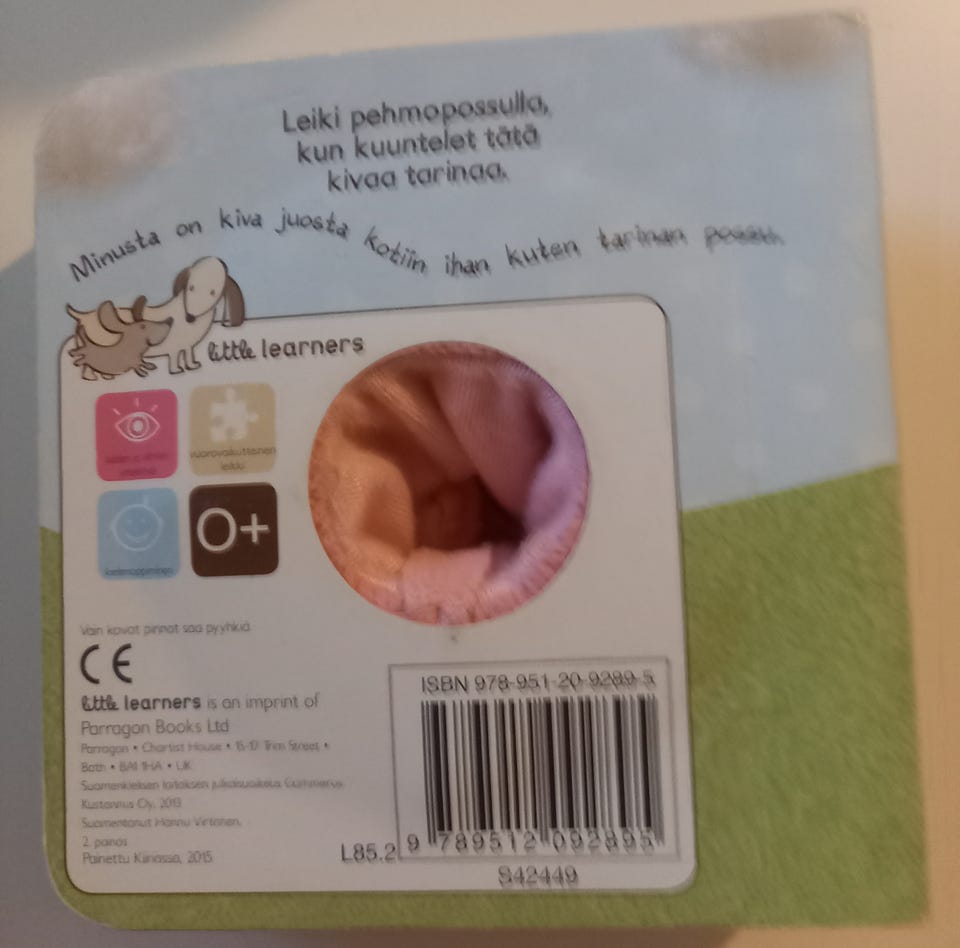 Leiki pehmopossulla,
kun kuuntelet tätä
kivaa tarinaa.
Minusta on kiva juosta kotiin ihan kuten tarinan possu.
little learners
vuorovaikutteinen
leikki
0+
kielenoppiminen
Vain kovat pinnat saa pyyhkiä
CE
little learners is an imprint of
Parragon Books Ltd
Parragon • Chartist House • 15-17 Trim Street •
Bath • BA1 1HA • UK
Suomenkielisen laitoksen julkaisuoikeus Gummerus
Kustannus Oy, 2013
Suomentanut Hannu Virtanen.
2. painos
Painettu Kiinassa, 2015
ISBN 978-951-20-9289-5
9 789512 092895
L85.2
S42449